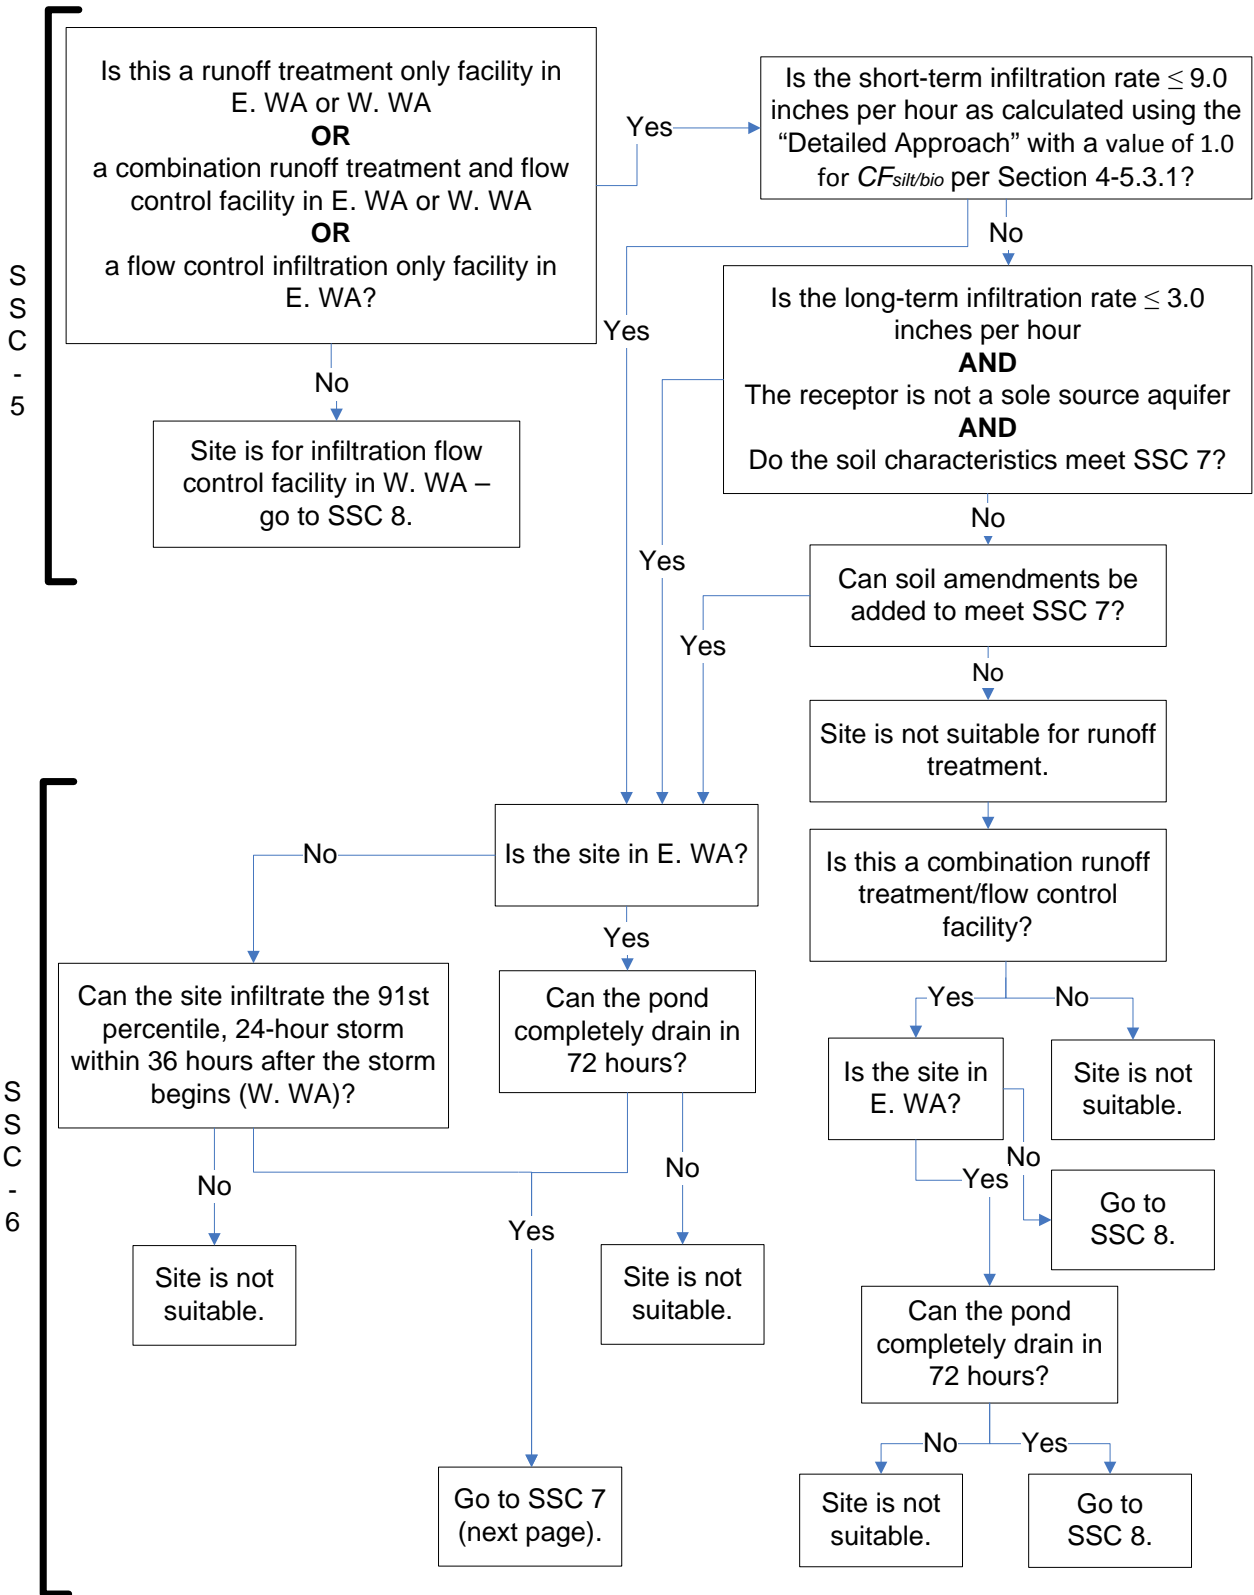 Is this a runoff treatment only facility in
E. WA or W. WA
OR
a combination runoff treatment and flow
control facility in E. WA or W. WA
OR
a flow control infiltration only facility in
E. WA?
Yes
Is the short-term infiltration rate ≤ 9.0
inches per hour as calculated using the
“Detailed Approach” with a value of 1.0
for CFsilt/bio per Section 4-5.3.1?
No
Yes
S
S
C
-
5
No
Site is for infiltration flow
control facility in W. WA –
go to SSC 8.
Is the long-term infiltration rate ≤ 3.0
inches per hour
AND
The receptor is not a sole source aquifer
AND
Do the soil characteristics meet SSC 7?
No
Yes
Can soil amendments be
added to meet SSC 7?
Yes
No
Site is not suitable for runoff
treatment.
Is the site in E. WA?
No
Yes
Is this a combination runoff
treatment/flow control
facility?
Yes
No
S
S
C
-
6
Can the site infiltrate the 91st
percentile, 24-hour storm
within 36 hours after the storm
begins (W. WA)?
Can the pond
completely drain in
72 hours?
Is the site in
E. WA?
Site is not
suitable.
No
Yes
No
Yes
No
Site is not
suitable.
Site is not
suitable.
Go to
SSC 8.
Can the pond
completely drain in
72 hours?
No
Yes
Go to SSC 7
(next page).
Site is not
suitable.
Go to
SSC 8.